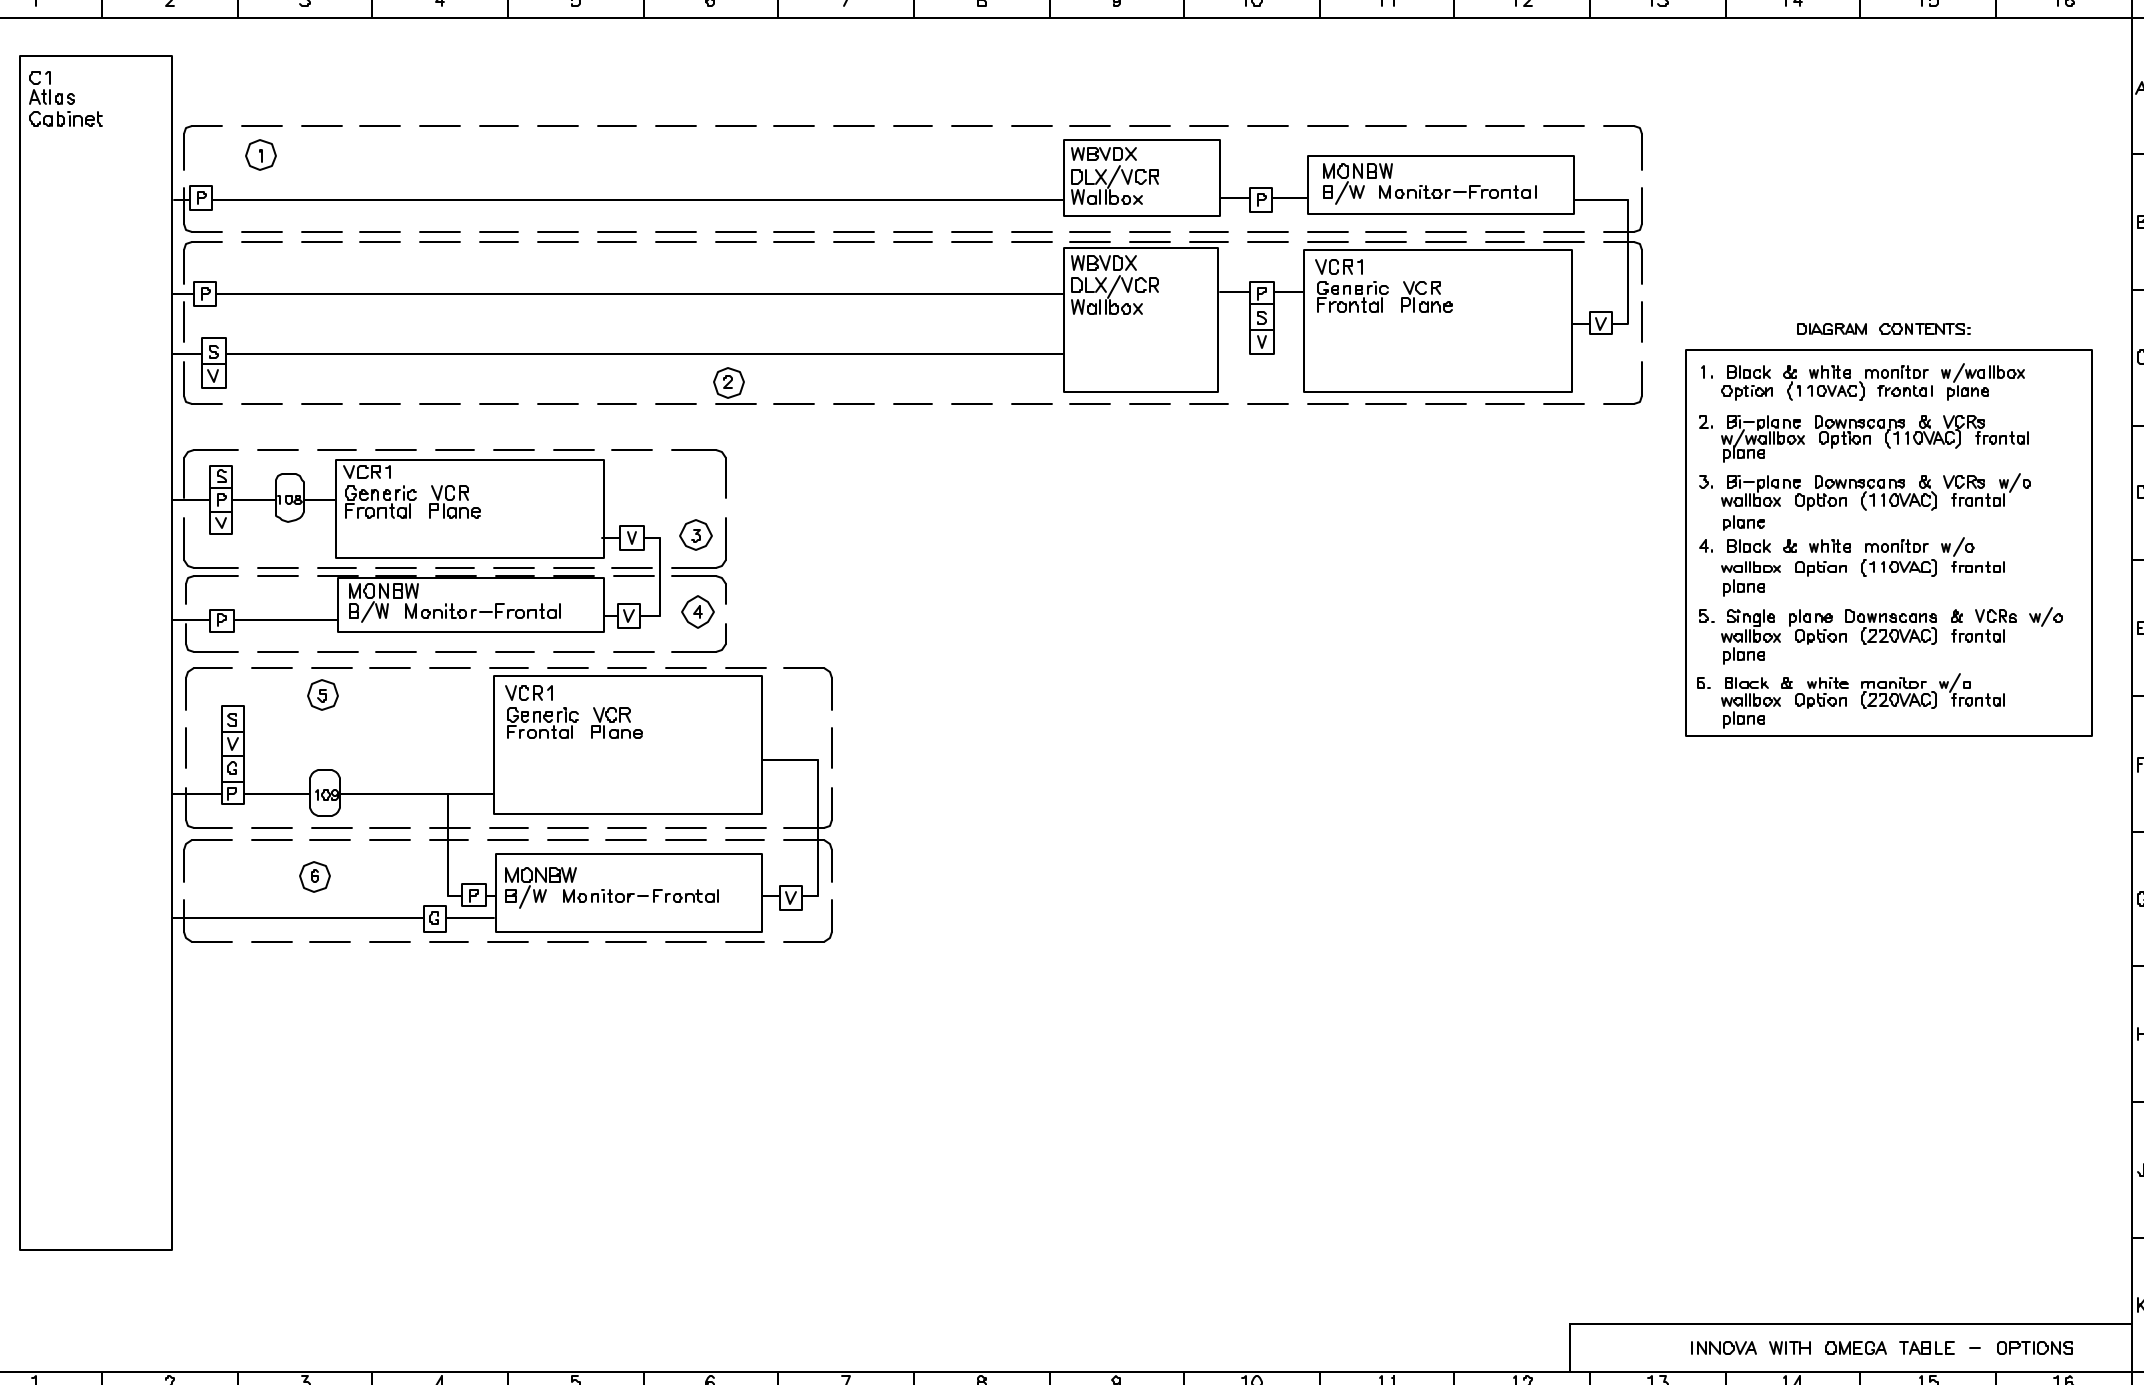 1 2 3 4 5 6 7 8 9 10 11 12 13 14 15 16
C1
Atlas
Cabinet
1
P
WBVDX
DLX/VCR
Wallbox
P
MONBW
B/W Monitor-Frontal
P
S
V
2
WBVDX
DLX/VCR
Wallbox
P
S
V
VCR1
Generic VCR
Frontal Plane
V
S
P
V
108
VCR1
Generic VCR
Frontal Plane
V
3
P
MONBW
B/W Monitor-Frontal
V
4
5
S
V
G
P
109
VCR1
Generic VCR
Frontal Plane
6
P
G
MONBW
B/W Monitor-Frontal
V
DIAGRAM CONTENTS:
1. Black & white monitor w/wallbox
Option (110VAC) frontal plane
2. Bi-plane Downscans & VCRs
w/wallbox Option (110VAC) frontal
plane
3. Bi-plane Downscans & VCRs w/o
wallbox Option (110VAC) frontal
plane
4. Black & white monitor w/o
wallbox Option (110VAC) frontal
plane
5. Single plane Downscans & VCRs w/o
wallbox Option (220VAC) frontal
plane
6. Black & white monitor w/o
wallbox Option (220VAC) frontal
plane
A
B
C
D
E
F
G
H
J
K
INNOVA WITH OMEGA TABLE - OPTIONS
1 2 3 4 5 6 7 8 9 10 11 12 13 14 15 16